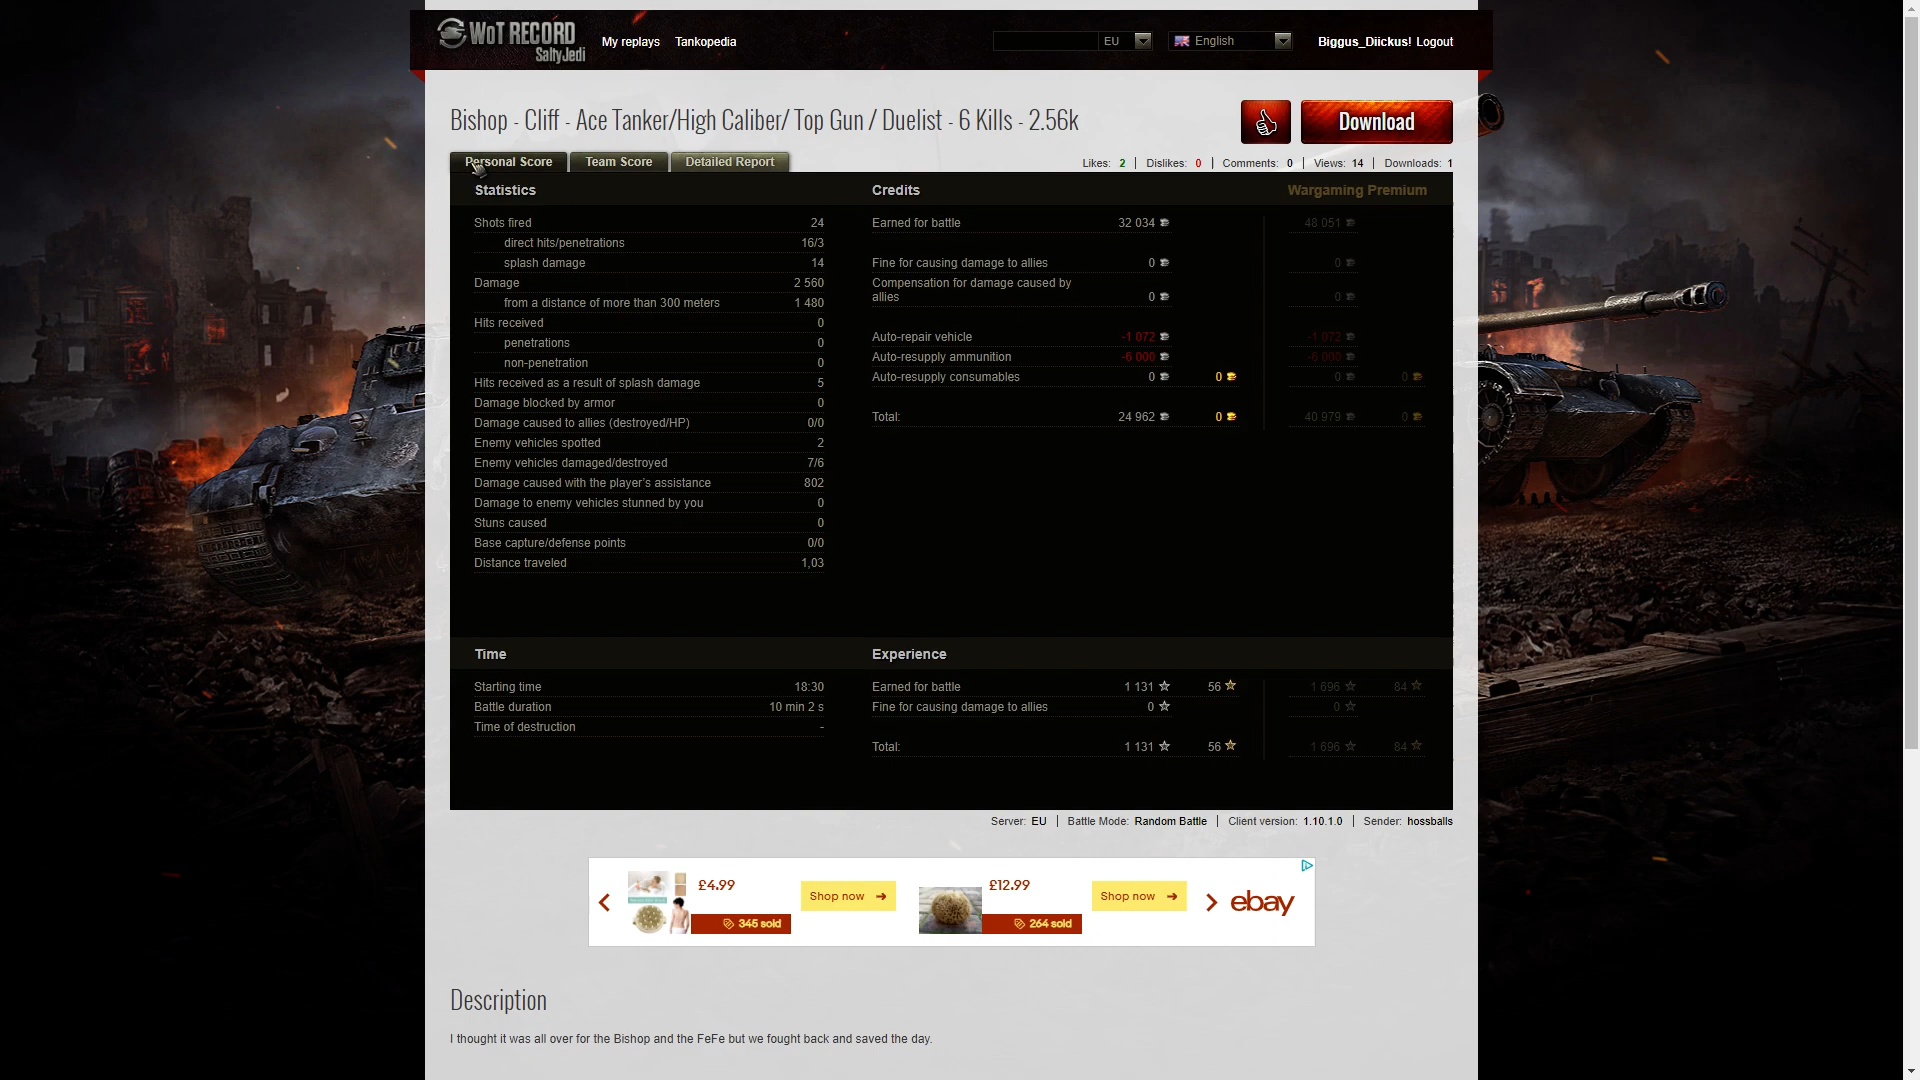 WoT RECORD
SaltyJedi
My replays Tankopedia
EU English
Biggus_Diickus! Logout
Bishop - Cliff - Ace Tanker/High Caliber/ Top Gun / Duelist - 6 Kills - 2.56k
Download
Personal Score Team Score Detailed Report
Likes: 2 | Dislikes: 0 | Comments: 0 | Views: 14 | Downloads: 1
Statistics
Shots fired 24
direct hits/penetrations 16/3
splash damage 14
Damage 2 560
from a distance of more than 300 meters 1 480
Hits received 0
penetrations 0
non-penetration 0
Hits received as a result of splash damage 5
Damage blocked by armor 0
Damage caused to allies (destroyed/HP) 0/0
Enemy vehicles spotted 2
Enemy vehicles damaged/destroyed 7/6
Damage caused with the player's assistance 802
Damage to enemy vehicles stunned by you 0
Stuns caused 0
Base capture/defense points 0/0
Distance traveled 1,03
Credits Wargaming Premium
Earned for battle 32 034 48 051
Fine for causing damage to allies 0 0
Compensation for damage caused by
allies 0 0
Auto-repair vehicle -1 072 -1 072
Auto-resupply ammunition -6 000 -6 000
Auto-resupply consumables 0 0 0 0
Total: 24 962 0 40 979 0
Time
Starting time 18:30
Battle duration 10 min 2 s
Time of destruction -
Experience
Earned for battle 1 131 56 1 696 84
Fine for causing damage to allies 0 0
Total: 1 131 56 1 696 84
Server: EU | Battle Mode: Random Battle | Client version: 1.10.1.0 | Sender: hossballs
£4.99
Shop now →
345 sold
£12.99
Shop now →
264 sold
ebay
Description
I thought it was all over for the Bishop and the FeFe but we fought back and saved the day.